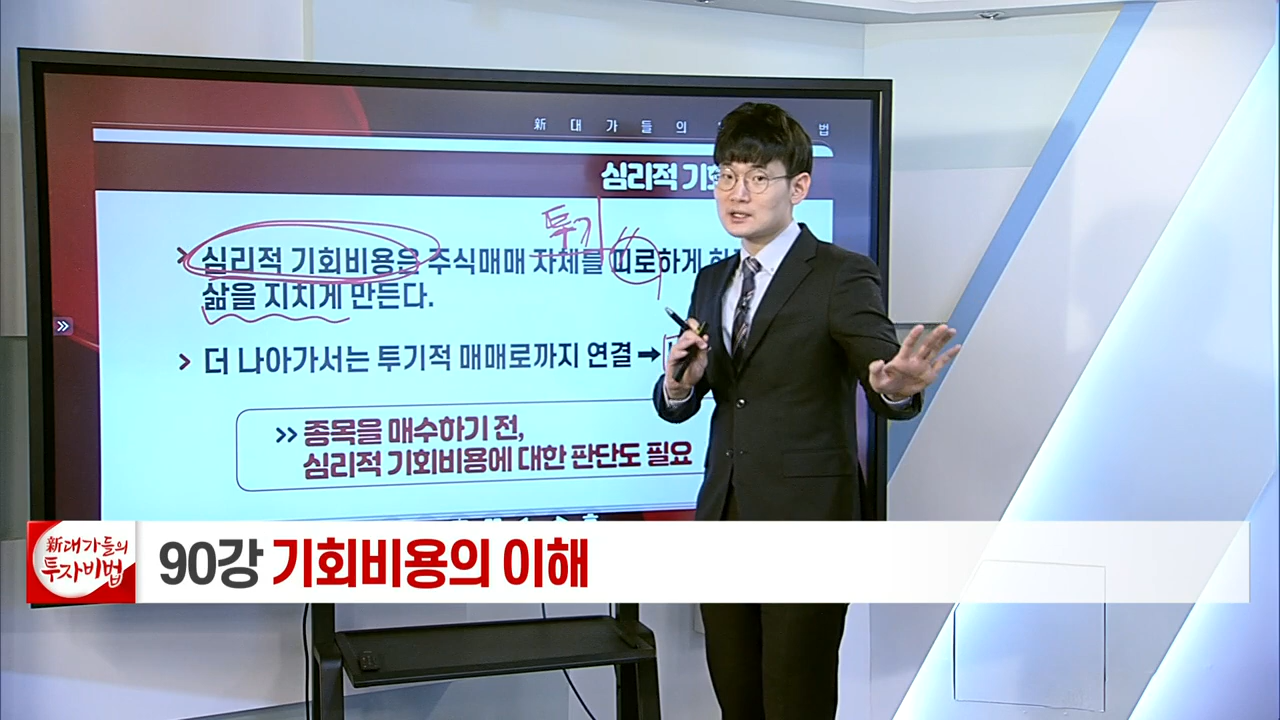 新 대 가 들 의 법
심리적 기회
투기
심리적 기회비용은 주식매매 자체를 피로하게 하
삶을 지치게 만든다.
더 나아가서는 투기적 매매로까지 연결 ➡
>> 종목을 매수하기 전,
심리적 기회비용에 대한 판단도 필요
新대가들의
투자비법
90강 기회비용의 이해